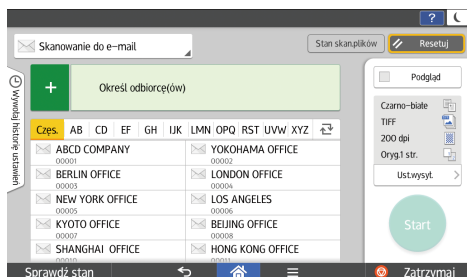 ?
Skanowanie do e-mail
Stan skan.plików
Resetuj
Wywołaj historię ustawień
+
Określ odbiorcę(ów)
Podgląd
Częs. AB CD EF GH IJK LMN OPQ RST UVW XYZ
Czarno-białe
TIFF
200 dpi
Oryg.1 str.
ABCD COMPANY
00001
YOKOHAMA OFFICE
00002
BERLIN OFFICE
00003
LONDON OFFICE
00004
NEW YORK OFFICE
00005
LOS ANGELES
00006
KYOTO OFFICE
00007
BEIJING OFFICE
00008
SHANGHAI OFFICE
00010
HONG KONG OFFICE
00011
Ust.wysył.
Start
Sprawdź stan
Zatrzymaj